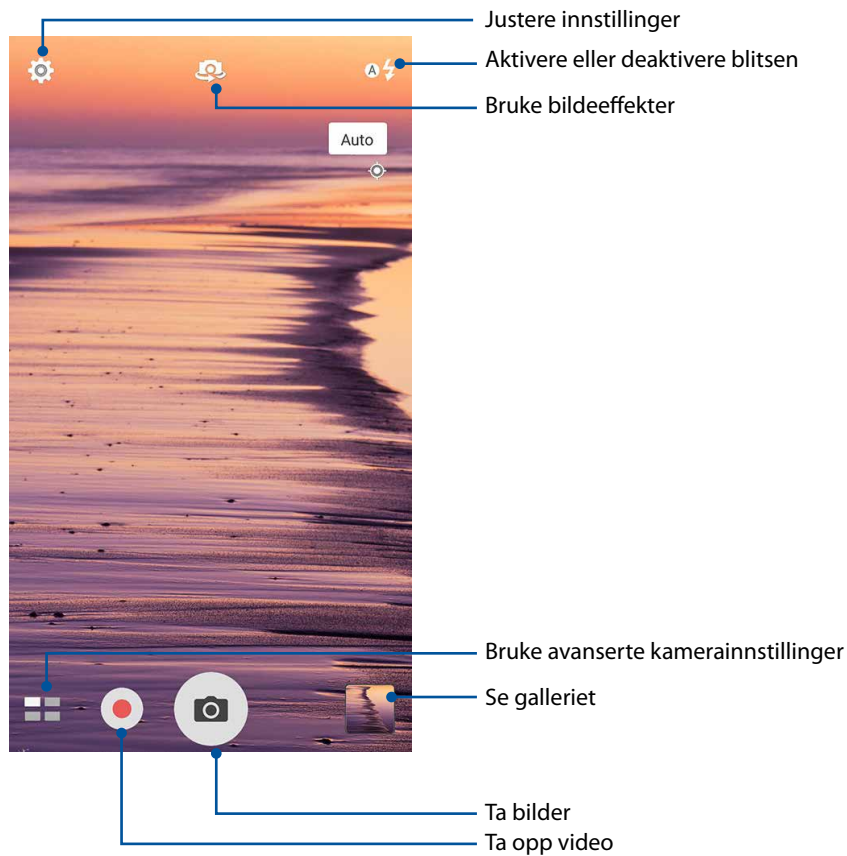 Justere innstillinger
Aktivere eller deaktivere blitsen
A
Bruke bildeeffekter
Auto
Bruke avanserte kamerainnstillinger
Se galleriet
Ta bilder
Ta opp video